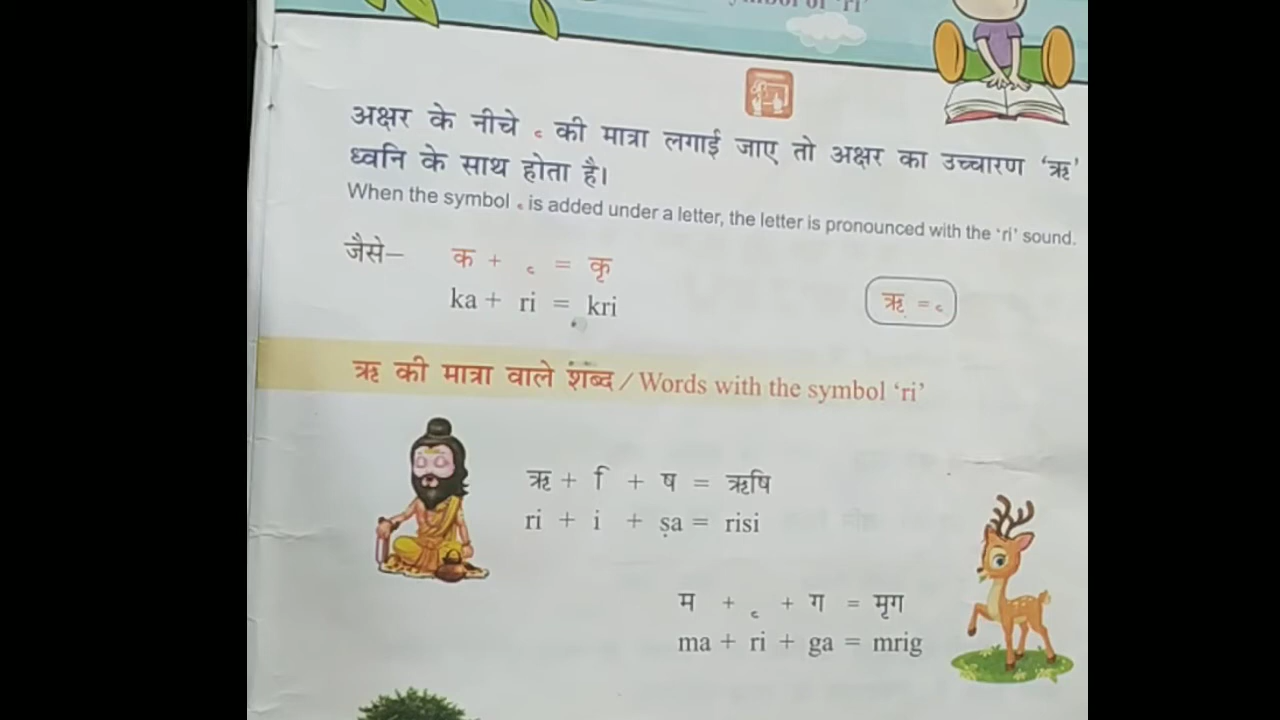 of 'ri'
अक्षर के नीचे ृ की मात्रा लगाई जाए तो अक्षर का उच्चारण 'ऋ'
ध्वनि के साथ होता है।
When the symbol ृ is added under a letter, the letter is pronounced with the 'ri' sound.
जैसे– क + ृ = कृ
ka + ri = kri
ऋ = ृ
ऋ की मात्रा वाले शब्द / Words with the symbol 'ri'
ऋ + ि + ष = ऋषि
ri + i + ṣa = risi
म + ृ + ग = मृग
ma + ri + ga = mrig